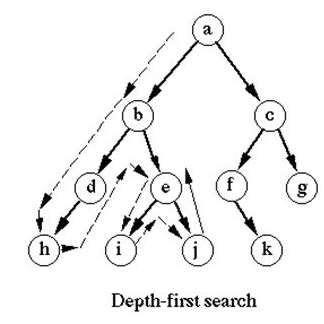 a
b c
d e f g
h i j k
Depth-first search